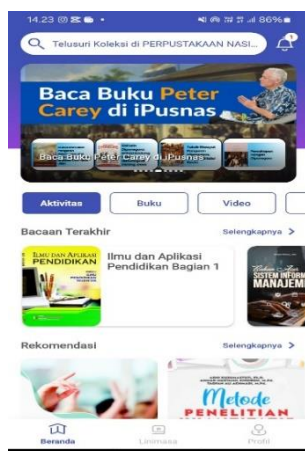 14.23
86%
Telusuri Koleksi di PERPUSTAKAAN NASI...
Baca Buku Peter
Carey di iPusnas
Baca Buku Peter Carey di iPusnas
Aktivitas
Buku
Video
Bacaan Terakhir
Selengkapnya >
ILMU DAN APLIKASI
PENDIDIKAN
Ilmu dan Aplikasi
Pendidikan Bagian 1
SISTEM INFORM
MANAJEM
Rekomendasi
Selengkapnya >
Metode
PENELITIAN
Beranda
Linimasa
Profil